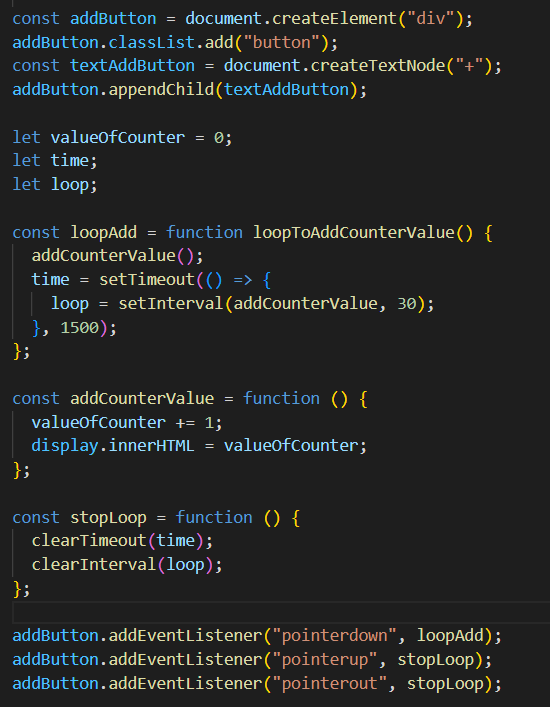 const addButton = document.createElement("div");
addButton.classList.add("button");
const textAddButton = document.createTextNode("+");
addButton.appendChild(textAddButton);

let valueOfCounter = 0;
let time;
let loop;

const loopAdd = function loopToAddCounterValue() {
  addCounterValue();
  time = setTimeout(() => {
    loop = setInterval(addCounterValue, 30);
  }, 1500);
};

const addCounterValue = function () {
  valueOfCounter += 1;
  display.innerHTML = valueOfCounter;
};

const stopLoop = function () {
  clearTimeout(time);
  clearInterval(loop);
};

addButton.addEventListener("pointerdown", loopAdd);
addButton.addEventListener("pointerup", stopLoop);
addButton.addEventListener("pointerout", stopLoop);